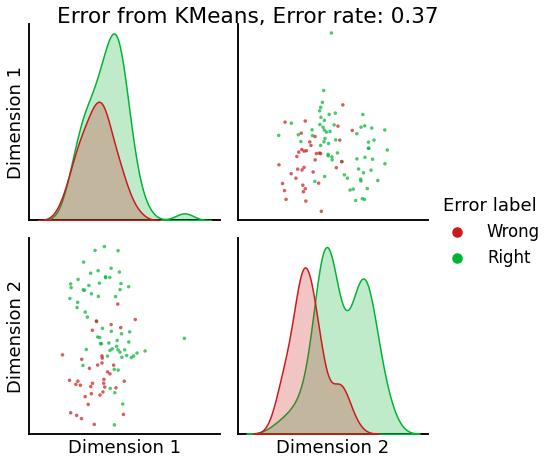 Error from KMeans, Error rate: 0.37
Dimension 1
Error label
Wrong
Right
Dimension 2
Dimension 1
Dimension 2